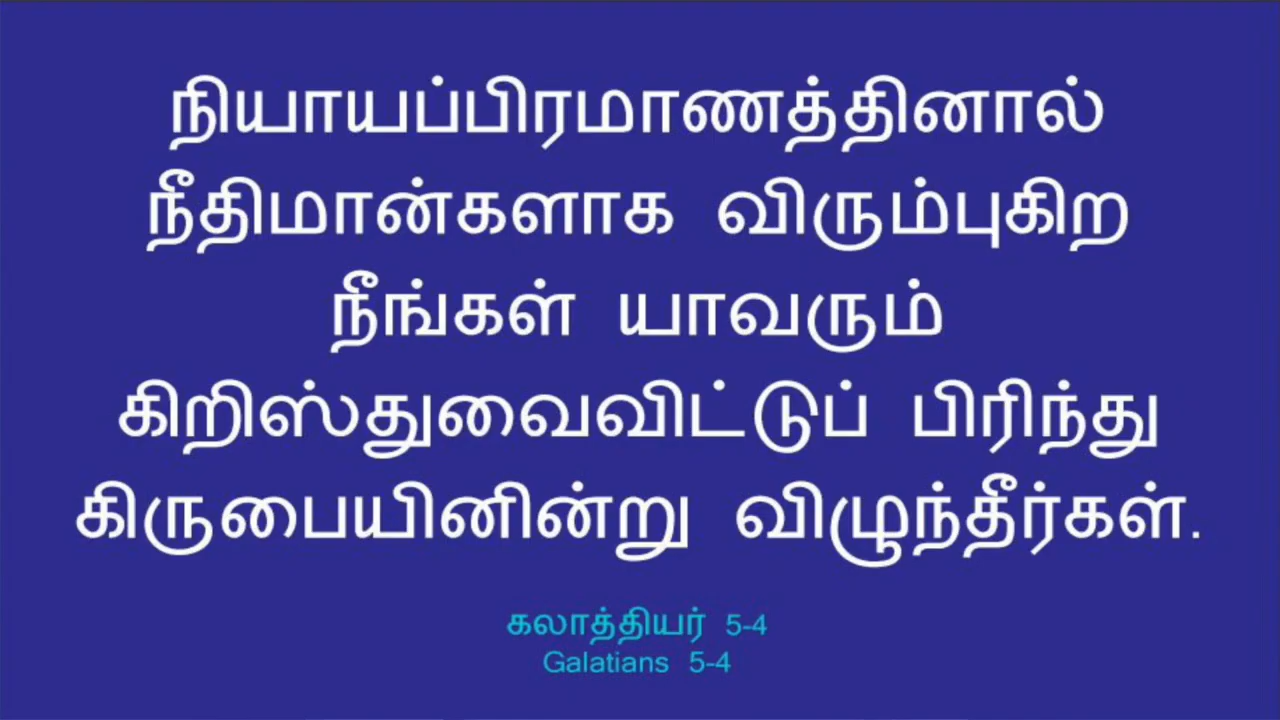 நியாயப்பிரமாணத்தினால்
நீதிமான்களாக விரும்புகிற
நீங்கள் யாவரும்
கிறிஸ்துவைவிட்டுப் பிரிந்து
கிருபையினின்று விழுந்தீர்கள்.
கலாத்தியர் 5-4
Galatians 5-4